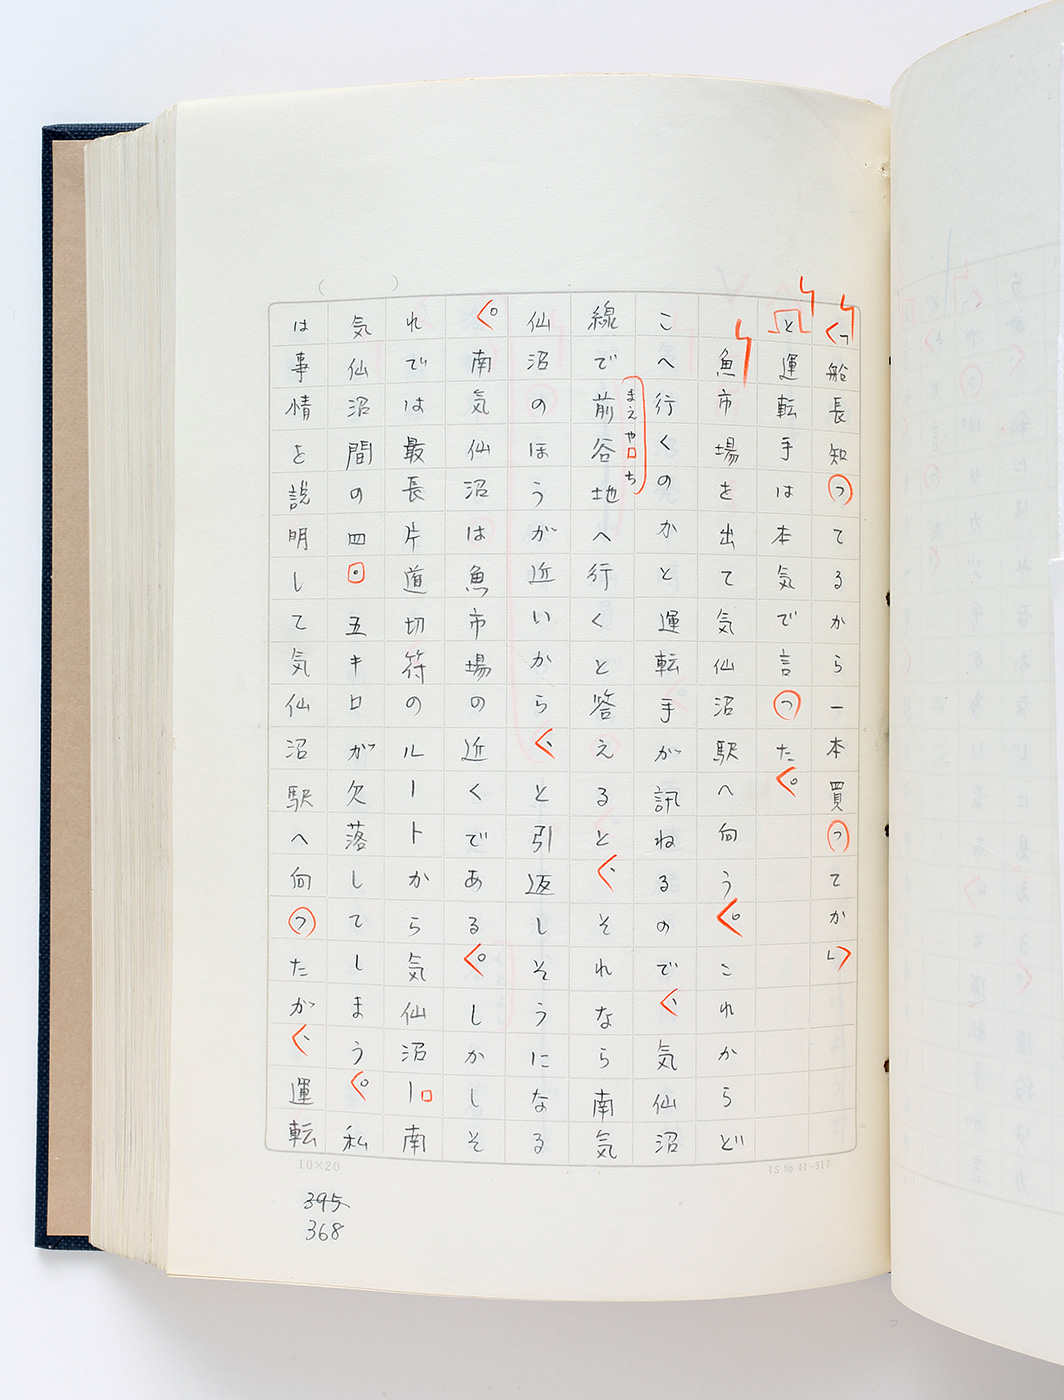 「船長知ってるから一本買ってか」
と運転手は本気で言った。
魚市場を出て気仙沼駅へ向う。これからど
こへ行くのかと運転手が訊ねるので、気仙沼
線で前谷地へ行くと答えると、それなら南気
まえやち
仙沼のほうが近いから、と引返しそうになる
。南気仙沼は魚市場の近くである。しかしそ
れでは最長片道切符のルートから気仙沼―南
気仙沼間の四・五キロが欠落してしまう。私
は事情を説明して気仙沼駅へ向ったが、運転
10×20
395
368